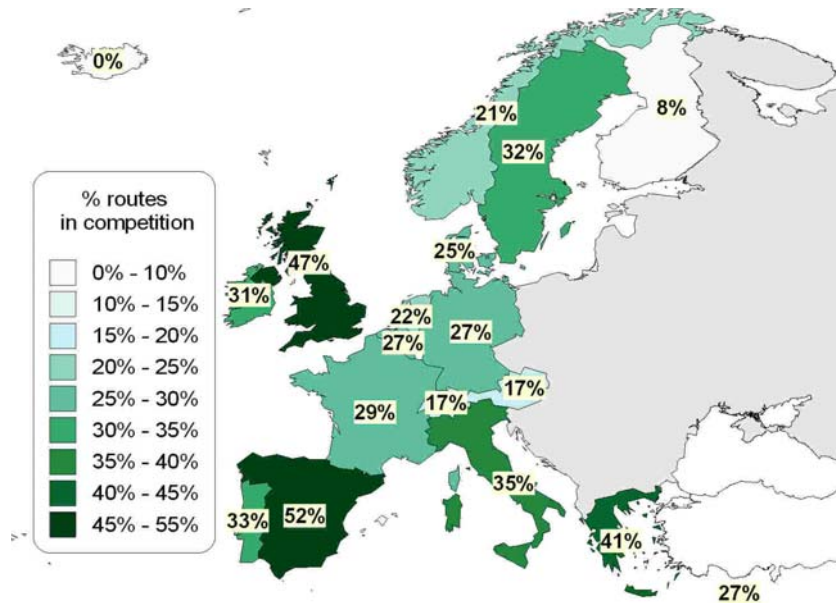 0%
21%
8%
32%
% routes
in competition
0% - 10%
10% - 15%
15% - 20%
20% - 25%
25% - 30%
30% - 35%
35% - 40%
40% - 45%
45% - 55%
25%
47%
31%
22%
27%
27%
17%
17%
29%
35%
33%
52%
41%
27%